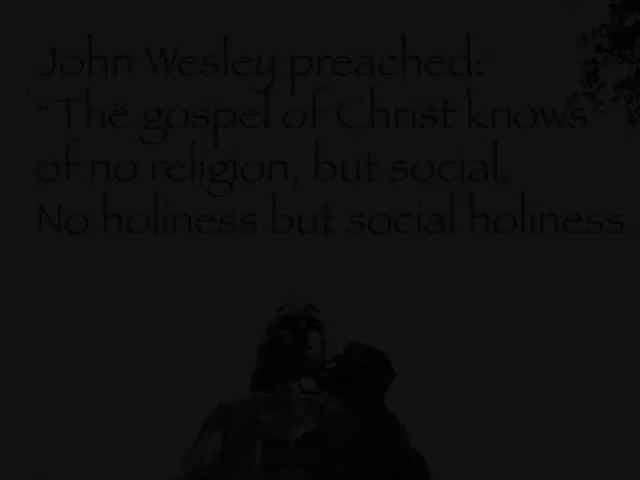 John Wesley preached:
"The gospel of Christ knows
of no religion, but social.
No holiness but social holiness